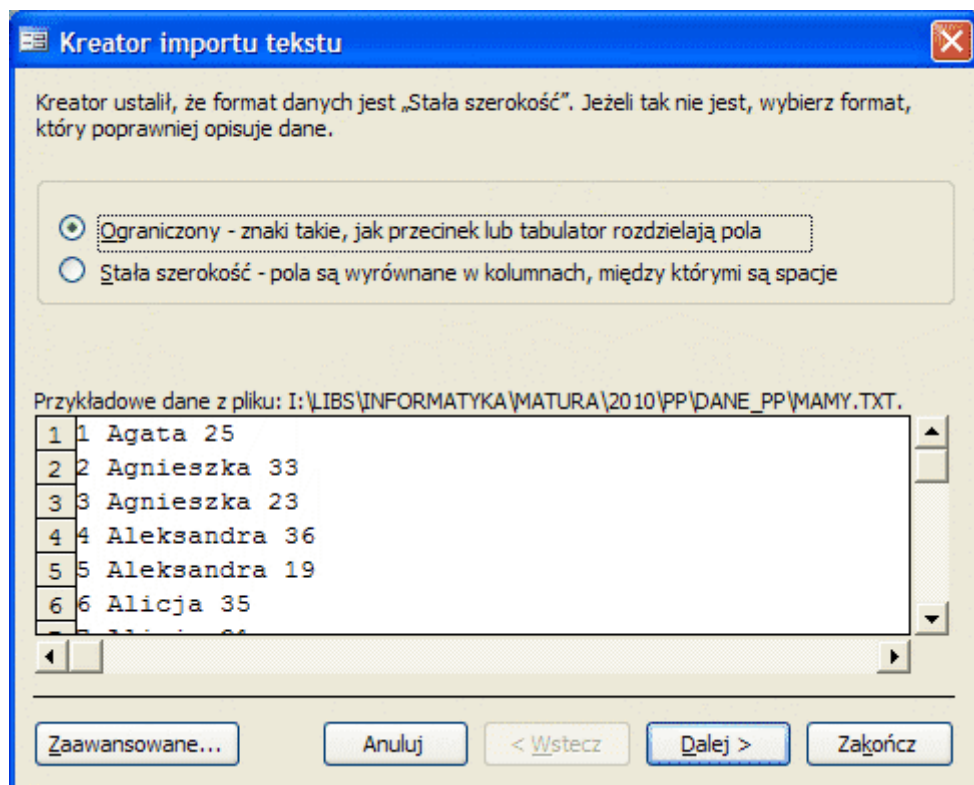 Kreator importu tekstu
Kreator ustalił, że format danych jest „Stała szerokość”. Jeżeli tak nie jest, wybierz format,
który poprawniej opisuje dane.
Ograniczony - znaki takie, jak przecinek lub tabulator rozdzielają pola
Stała szerokość - pola są wyrównane w kolumnach, między którymi są spacje
Przykładowe dane z pliku: I:\LIBS\INFORMATYKA\MATURA\2010\PP\DANE_PP\MAMY.TXT.
1 1 Agata 25
2 2 Agnieszka 33
3 3 Agnieszka 23
4 4 Aleksandra 36
5 5 Aleksandra 19
6 6 Alicja 35
Zaawansowane... Anuluj < Wstecz Dalej > Zakończ